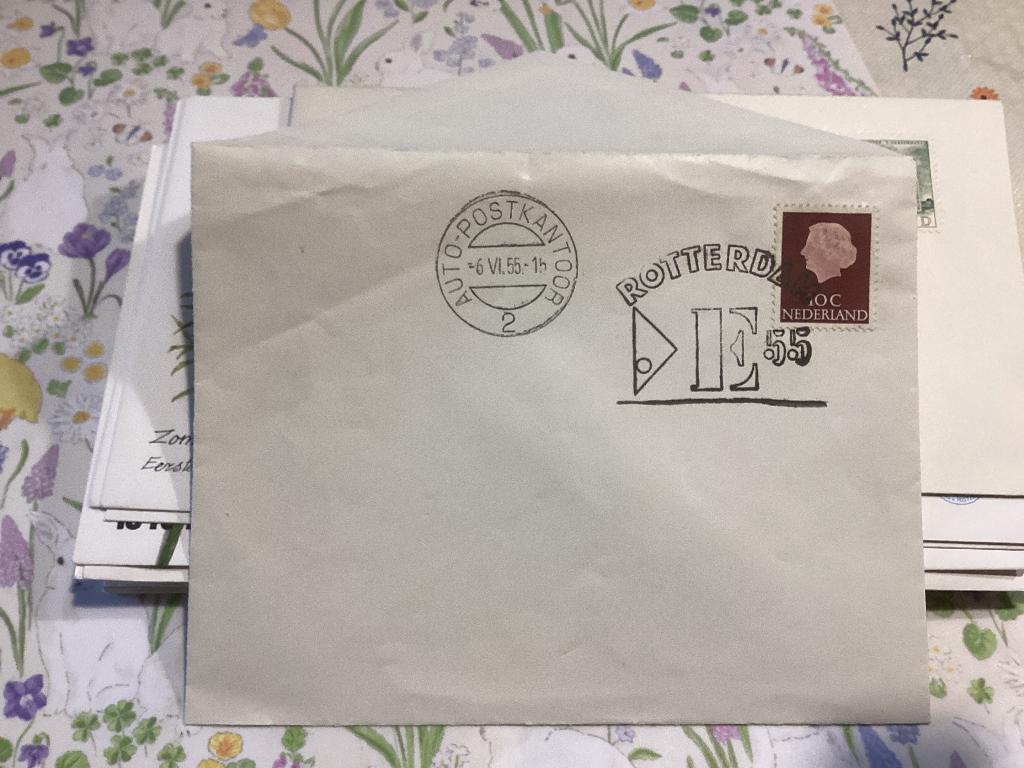 AUTO-POSTKANTOOR
-6 VI.55.-15
2
ROTTERDAM
E55
10 C
NEDERLAND